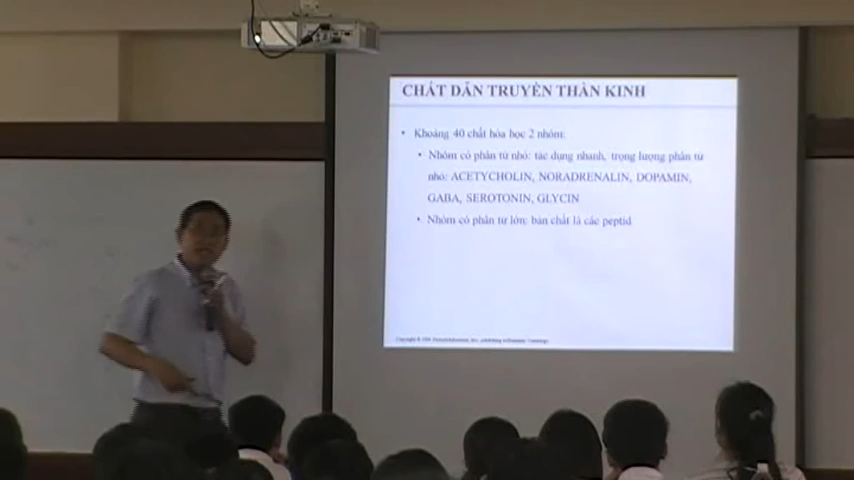 CHẤT DẪN TRUYỀN THẦN KINH
• Khoảng 40 chất hóa học 2 nhóm:
• Nhóm có phân tử nhỏ: tác dụng nhanh, trọng lượng phân tử
nhỏ: ACETYCHOLIN, NORADRENALIN, DOPAMIN,
GABA, SEROTONIN, GLYCIN
• Nhóm có phân tử lớn: bản chất là các peptid
Copyright ©